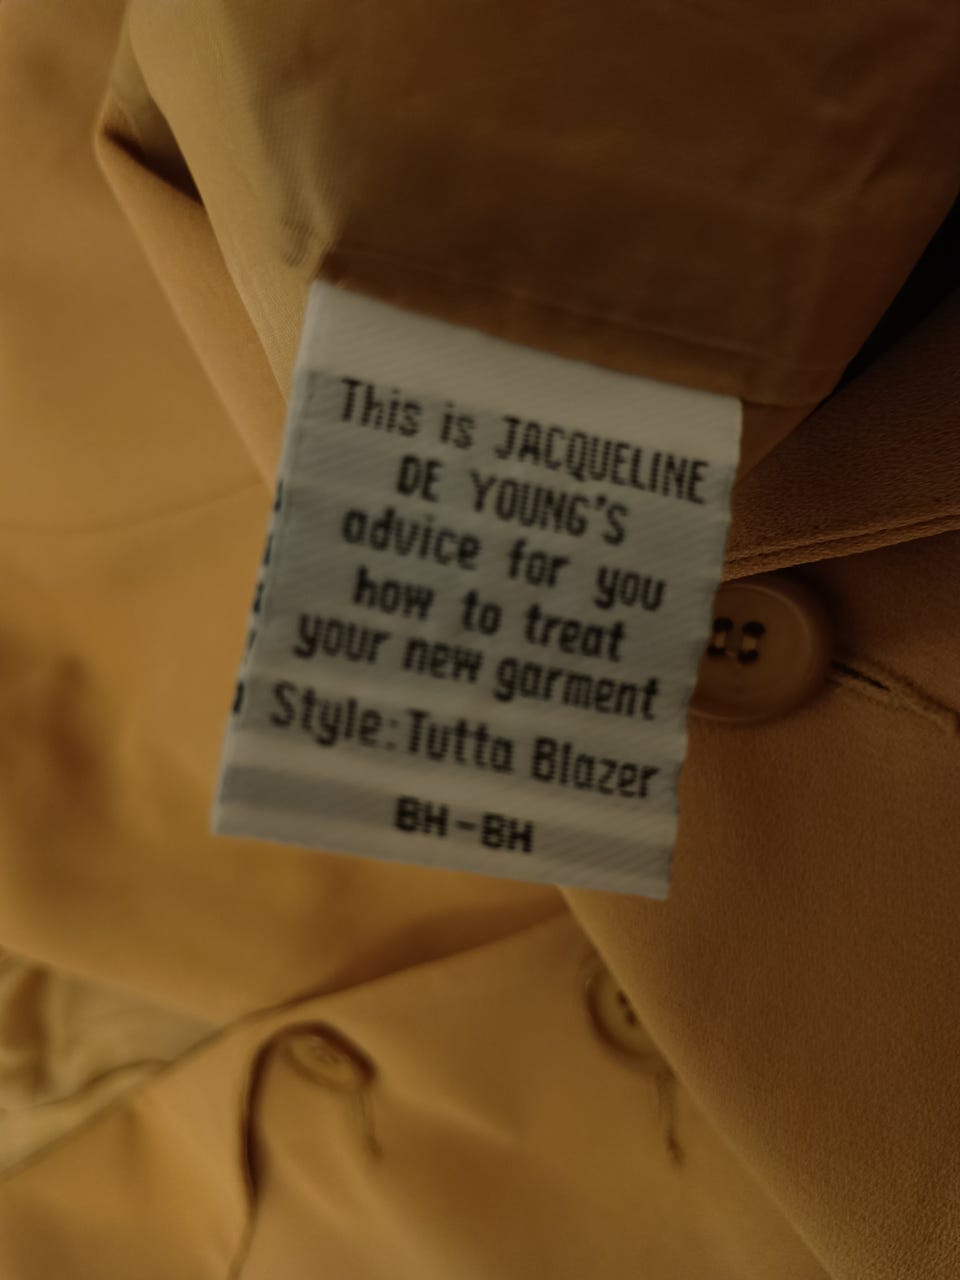 This is JACQUELINE
DE YOUNG'S
advice for you
how to treat
your new garment
Style:Tutta Blazer
BH-BH